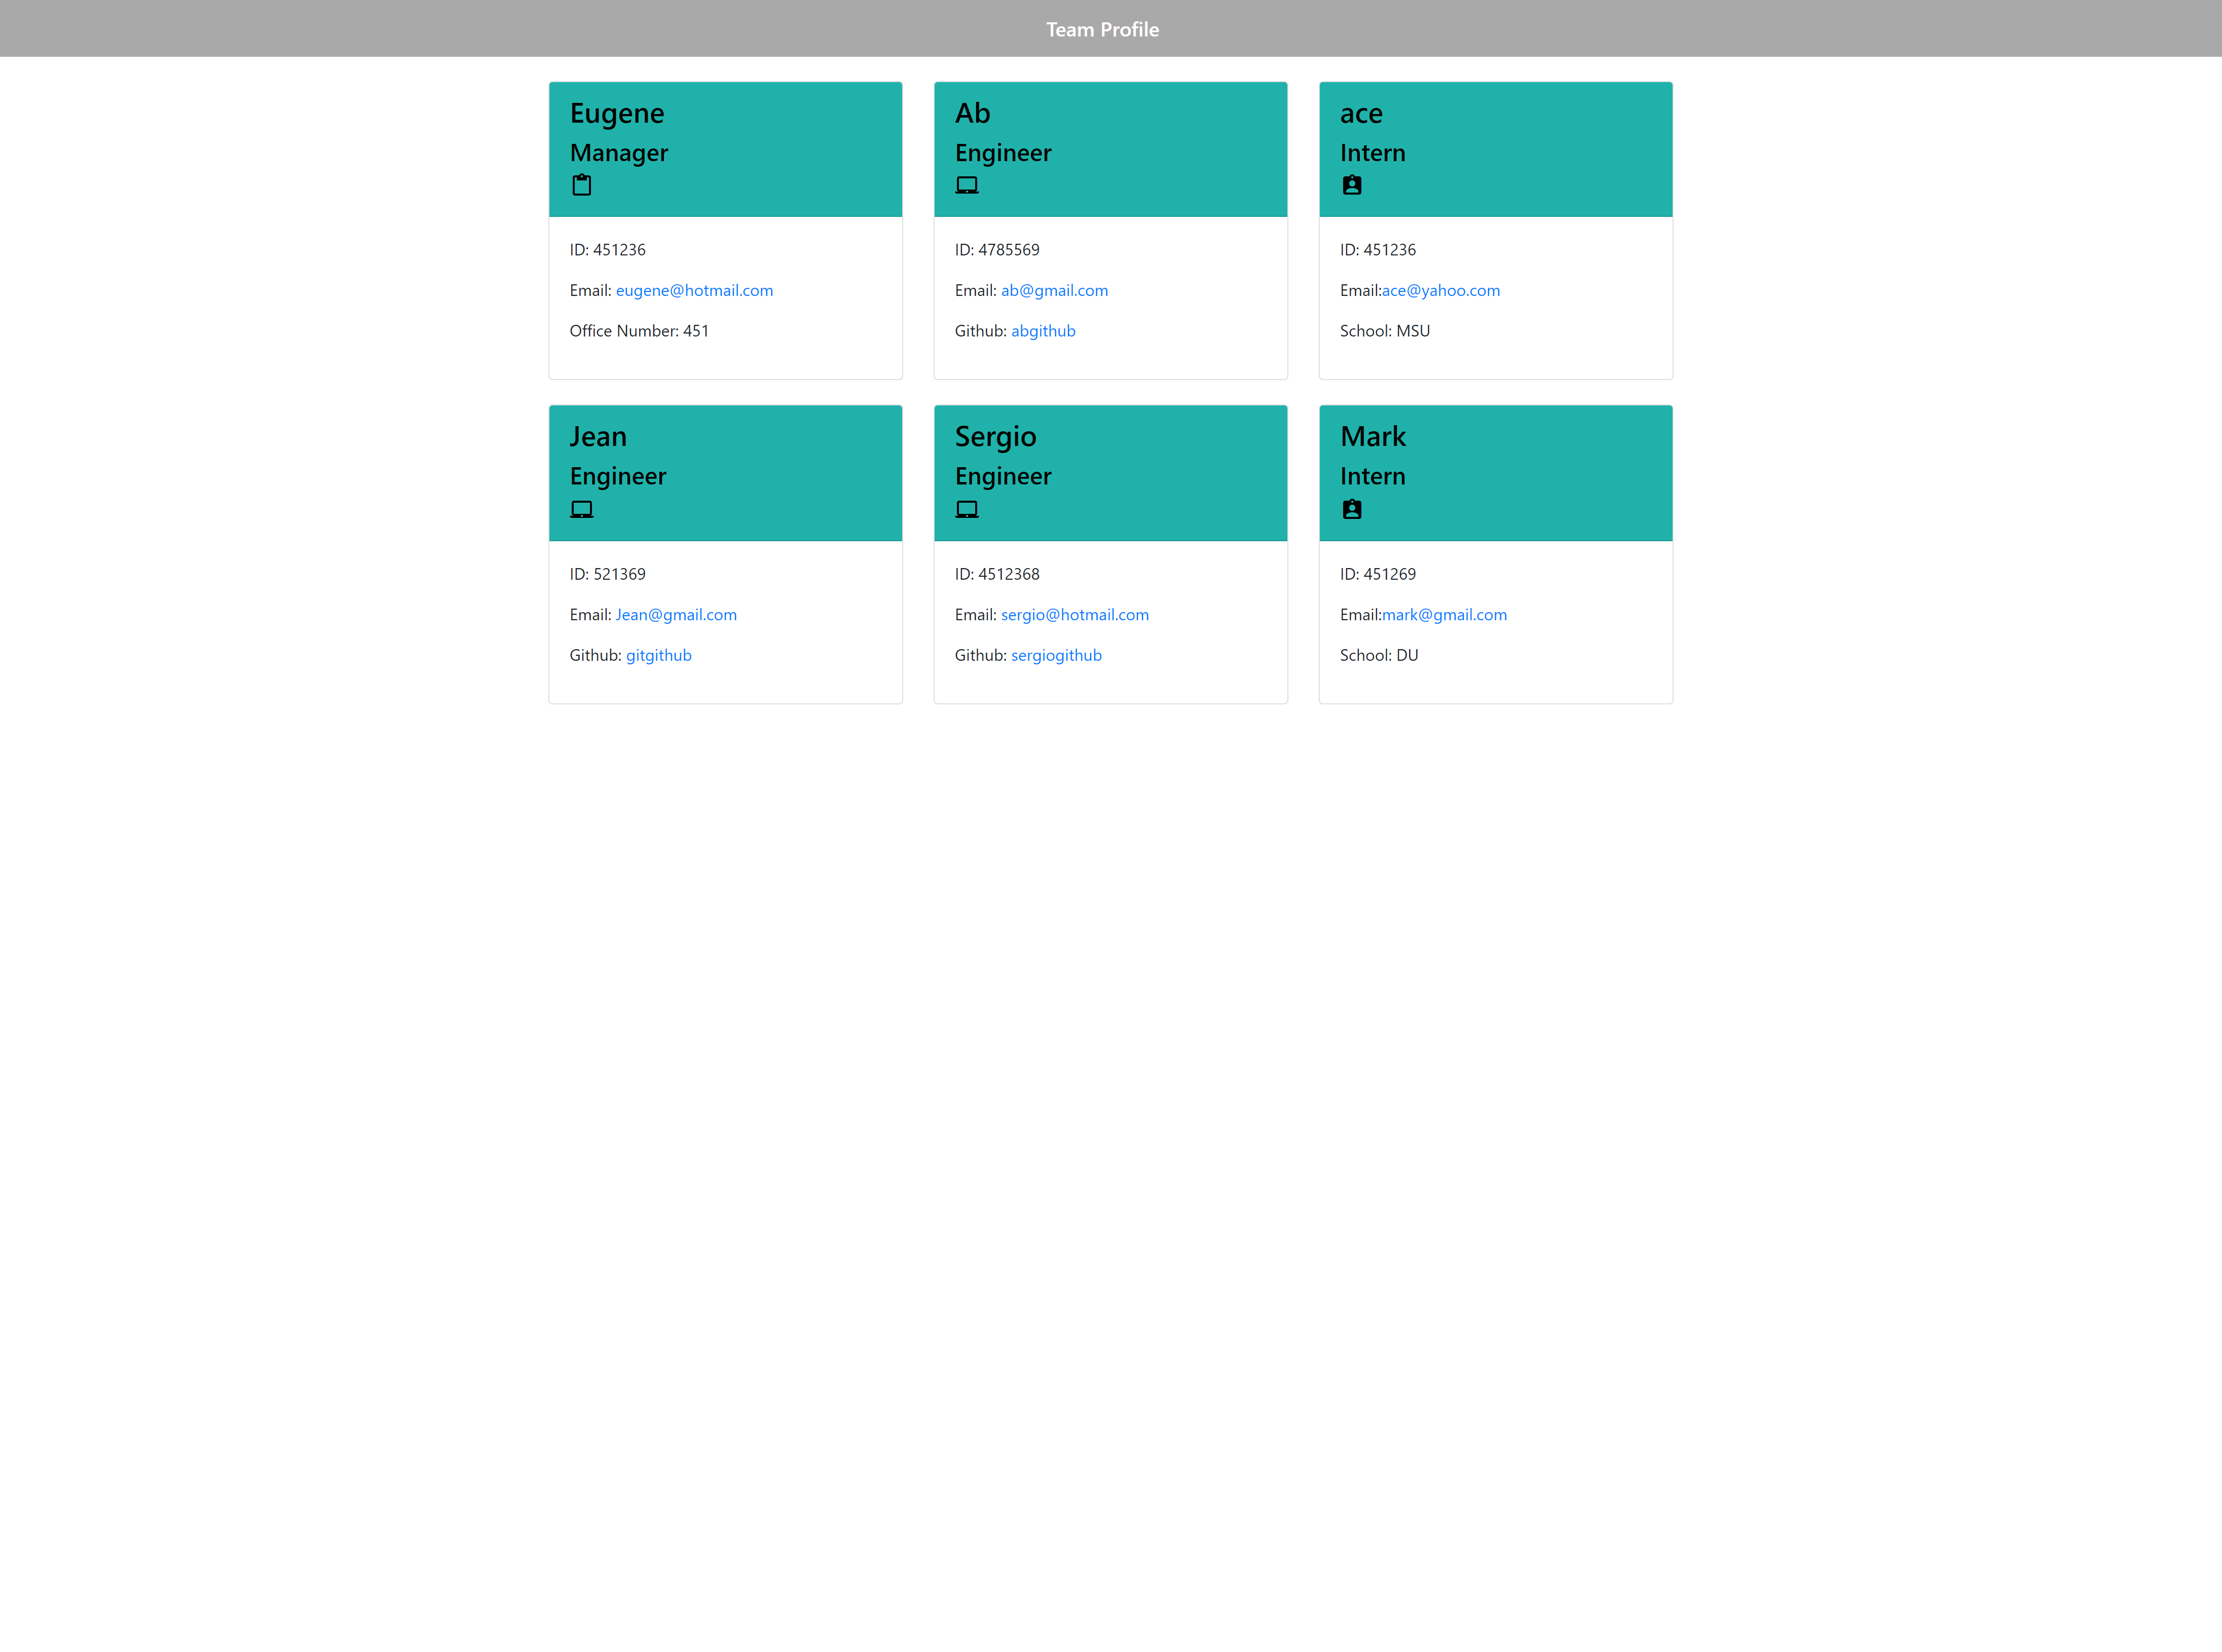 Team Profile
Eugene
Manager
ID: 451236
Email: eugene@hotmail.com
Office Number: 451
Ab
Engineer
ID: 4785569
Email: ab@gmail.com
Github: abgithub
ace
Intern
ID: 451236
Email:ace@yahoo.com
School: MSU
Jean
Engineer
ID: 521369
Email: Jean@gmail.com
Github: gitgithub
Sergio
Engineer
ID: 4512368
Email: sergio@hotmail.com
Github: sergiogithub
Mark
Intern
ID: 451269
Email:mark@gmail.com
School: DU